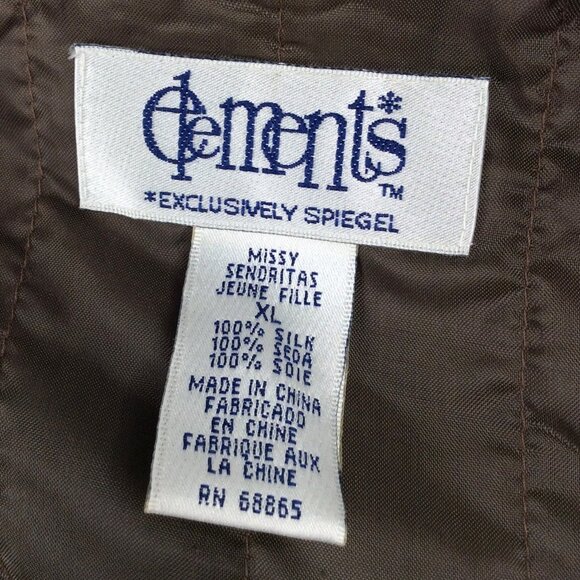 Elements*™
*EXCLUSIVELY SPIEGEL
MISSY
SENORITAS
JEUNE FILLE
XL
100% SILK
100% SEDA
100% SOIE
MADE IN CHINA
FABRICADO
EN CHINE
FABRIQUE AUX
LA CHINE
RN 68865